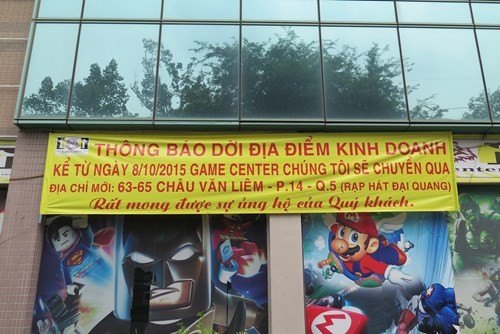 THÔNG BÁO DỜI ĐỊA ĐIỂM KINH DOANH
KỂ TỪ NGÀY 8/10/2015 GAME CENTER CHÚNG TÔI SẼ CHUYỂN QUA
ĐỊA CHỈ MỚI: 63-65 CHÂU VĂN LIÊM - P.14 - Q.5 (RẠP HÁT ĐẠI QUANG)
Rất mong được sự ủng hộ của Quý khách.